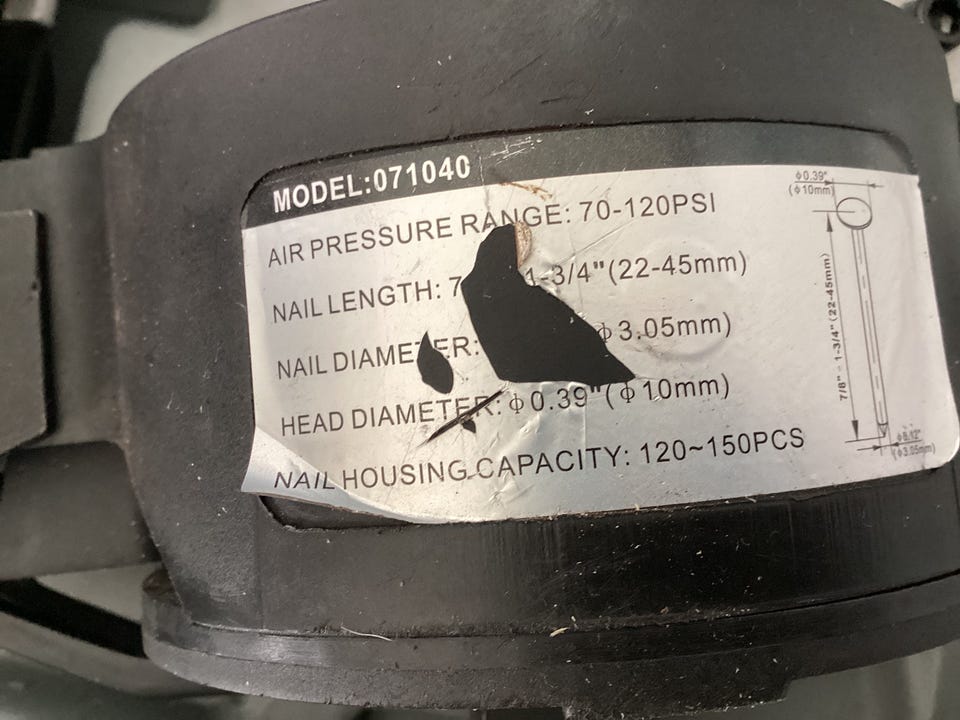 MODEL:071040
AIR PRESSURE RANGE: 70-120PSI
NAIL LENGTH: 7 1-3/4"(22-45mm)
NAIL DIAMETER: ϕ3.05mm)
HEAD DIAMETER: ϕ0.39"(ϕ10mm)
NAIL HOUSING CAPACITY: 120~150PCS
ϕ0.39"
(ϕ10mm)
7/8" - 1-3/4" (22-45mm)
ϕ0.12"
(ϕ3.05mm)